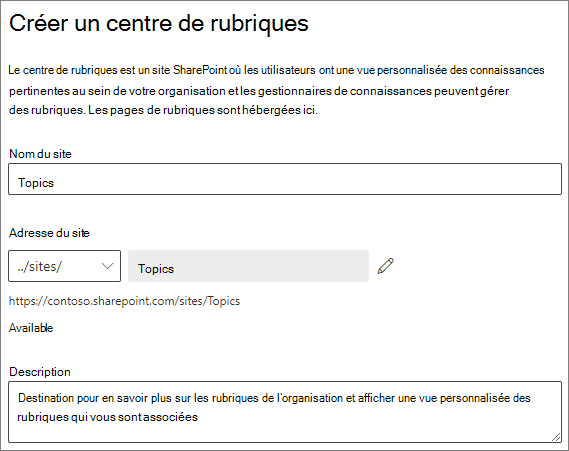 Créer un centre de rubriques
Le centre de rubriques est un site SharePoint où les utilisateurs ont une vue personnalisée des connaissances
pertinentes au sein de votre organisation et les gestionnaires de connaissances peuvent gérer
des rubriques. Les pages de rubriques sont hébergées ici.
Nom du site
Topics
Adresse du site
../sites/ Topics
https://contoso.sharepoint.com/sites/Topics
Available
Description
Destination pour en savoir plus sur les rubriques de l'organisation et afficher une vue personnalisée des
rubriques qui vous sont associées